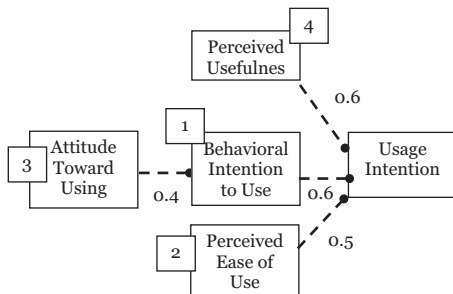 4
Perceived
Usefulnes
0.6
1
3
Attitude
Toward
Using
0.4
Behavioral
Intention
to Use
0.6
Usage
Intention
2
Perceived
Ease of
Use
0.5